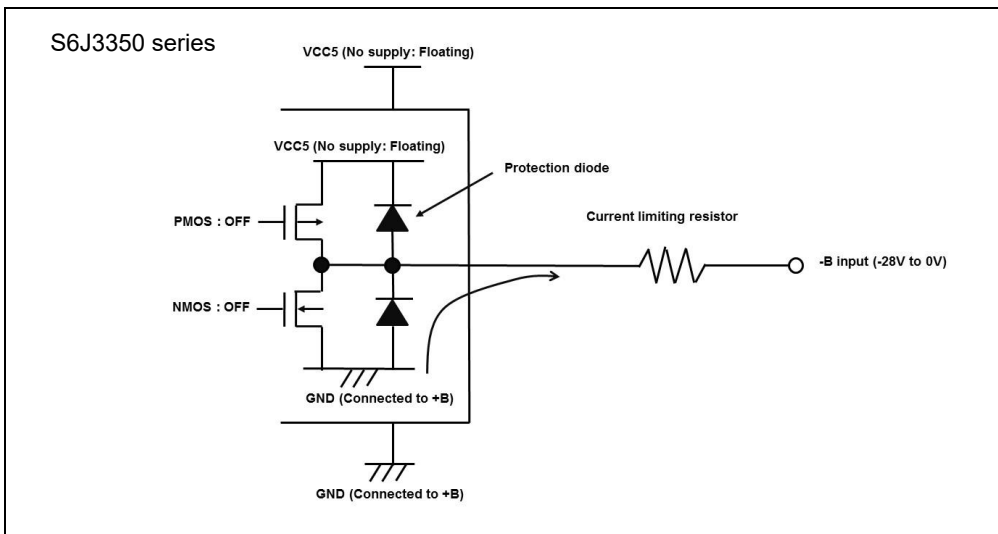 S6J3350 series
VCC5 (No supply: Floating)
VCC5 (No supply: Floating)
Protection diode
Current limiting resistor
PMOS : OFF
-B input (-28V to 0V)
NMOS : OFF
GND (Connected to +B)
GND (Connected to +B)